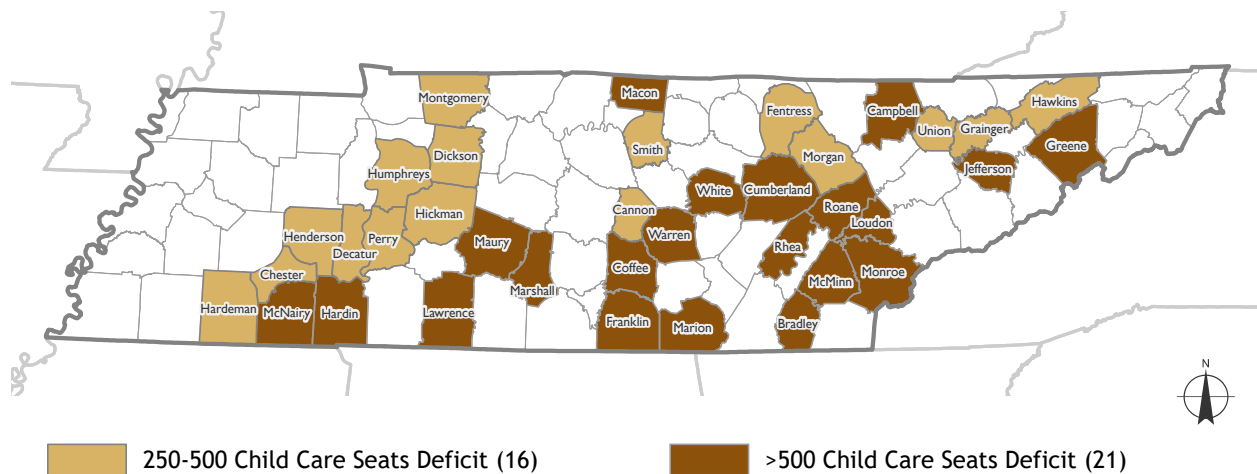 Montgomery
Macon
Fentress
Campbell
Hawkins
Union
Grainger
Smith
Dickson
Greene
Morgan
Jefferson
Humphreys
White
Cumberland
Roane
Cannon
Hickman
Loudon
Henderson
Perry
Warren
Maury
Rhea
Decatur
Coffee
Monroe
Chester
McMinn
Marshall
Hardeman
McNairy
Hardin
Lawrence
Franklin
Marion
Bradley
N
250-500 Child Care Seats Deficit (16)
>500 Child Care Seats Deficit (21)